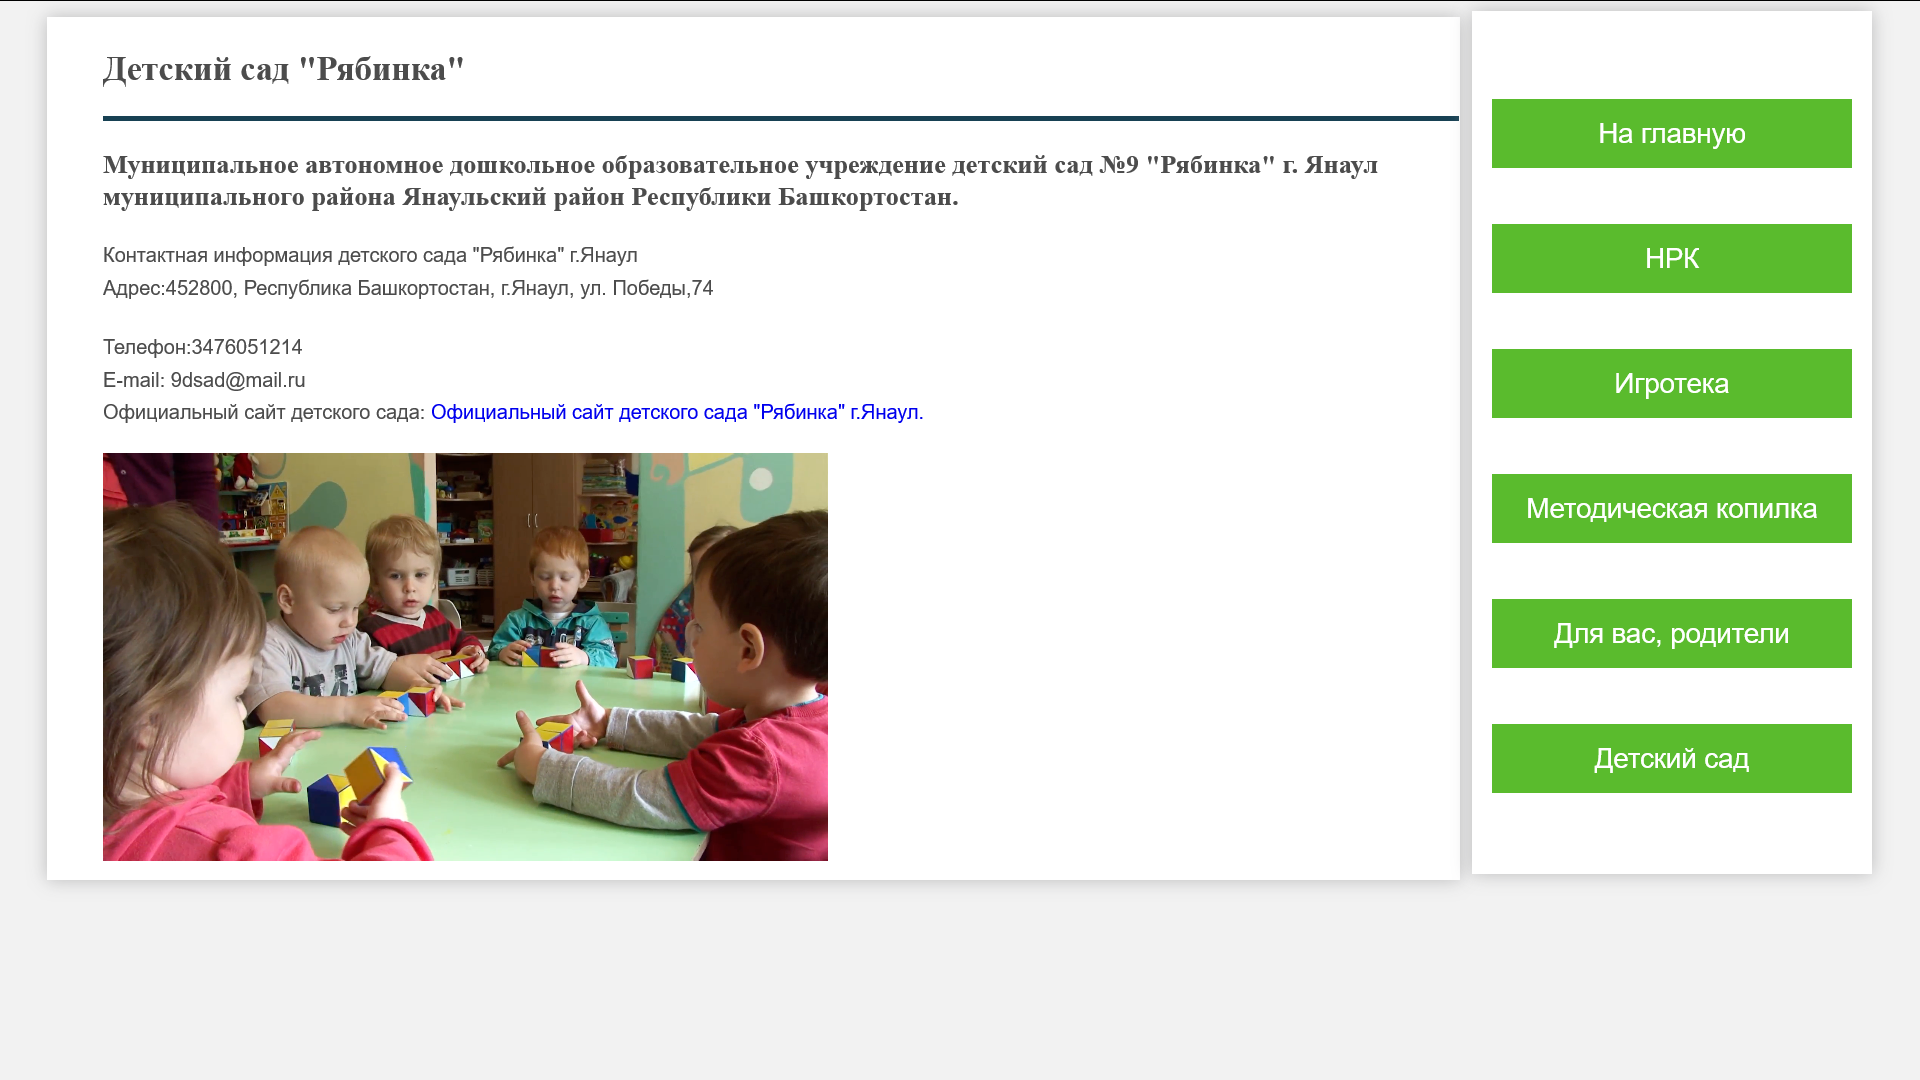 Детский сад "Рябинка"
Муниципальное автономное дошкольное образовательное учреждение детский сад №9 "Рябинка" г. Янаул
муниципального района Янаульский район Республики Башкортостан.
Контактная информация детского сада "Рябинка" г.Янаул
Адрес:452800, Республика Башкортостан, г.Янаул, ул. Победы,74
Телефон:3476051214
E-mail: 9dsad@mail.ru
Официальный сайт детского сада: Официальный сайт детского сада "Рябинка" г.Янаул.
На главную
НРК
Игротека
Методическая копилка
Для вас, родители
Детский сад